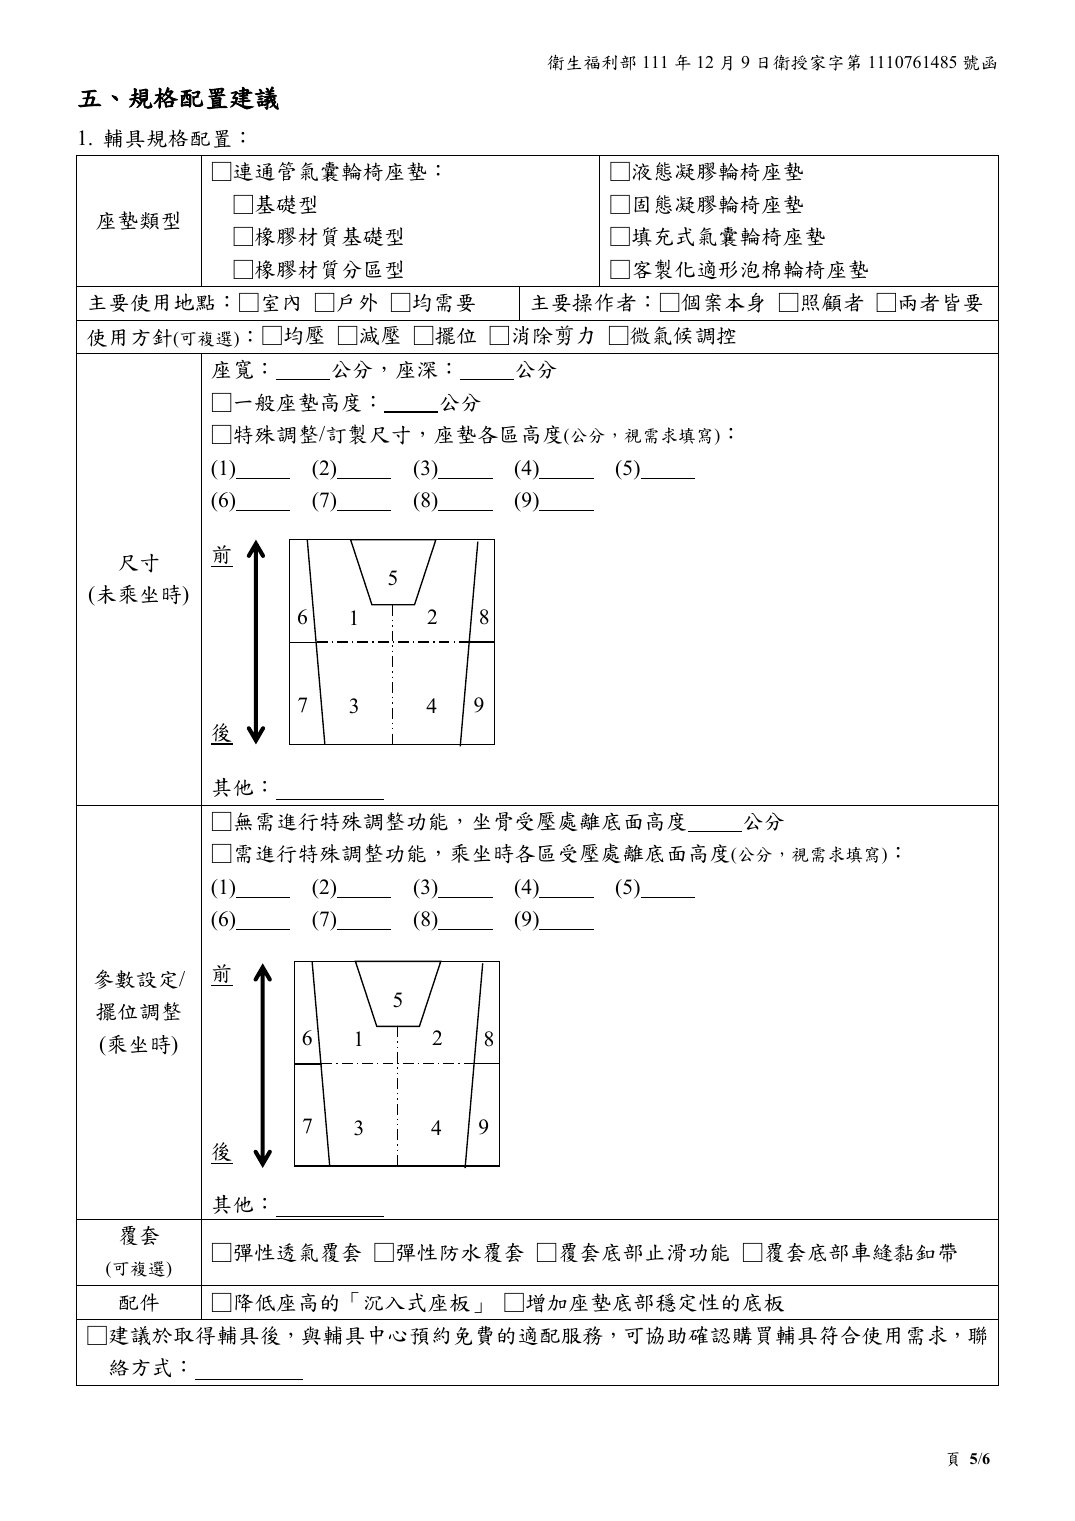 衛生福利部 111 年 12 月 9 日衛授家字第 1110761485 號函
五、規格配置建議
1. 輔具規格配置：
座墊類型
□連通管氣囊輪椅座墊：
□基礎型
□橡膠材質基礎型
□橡膠材質分區型
□液態凝膠輪椅座墊
□固態凝膠輪椅座墊
□填充式氣囊輪椅座墊
□客製化適形泡棉輪椅座墊
主要使用地點：□室內 □戶外 □均需要
主要操作者：□個案本身 □照顧者 □兩者皆要
使用方針(可複選)：□均壓 □減壓 □擺位 □消除剪力 □微氣候調控
尺寸
(未乘坐時)
座寬：_____公分，座深：_____公分
□一般座墊高度：_____公分
□特殊調整/訂製尺寸，座墊各區高度(公分，視需求填寫)：
(1)_____ (2)_____ (3)_____ (4)_____ (5)_____
(6)_____ (7)_____ (8)_____ (9)_____
前
5
6 1 2 8
7 3 4 9
後
其他：__________
參數設定/
擺位調整
(乘坐時)
□無需進行特殊調整功能，坐骨受壓處離底面高度_____公分
□需進行特殊調整功能，乘坐時各區受壓處離底面高度(公分，視需求填寫)：
(1)_____ (2)_____ (3)_____ (4)_____ (5)_____
(6)_____ (7)_____ (8)_____ (9)_____
前
5
6 1 2 8
7 3 4 9
後
其他：__________
覆套
(可複選)
□彈性透氣覆套 □彈性防水覆套 □覆套底部止滑功能 □覆套底部車縫黏釦帶
配件
□降低座高的「沉入式座板」 □增加座墊底部穩定性的底板
□建議於取得輔具後，與輔具中心預約免費的適配服務，可協助確認購買輔具符合使用需求，聯
絡方式：__________
頁 5/6